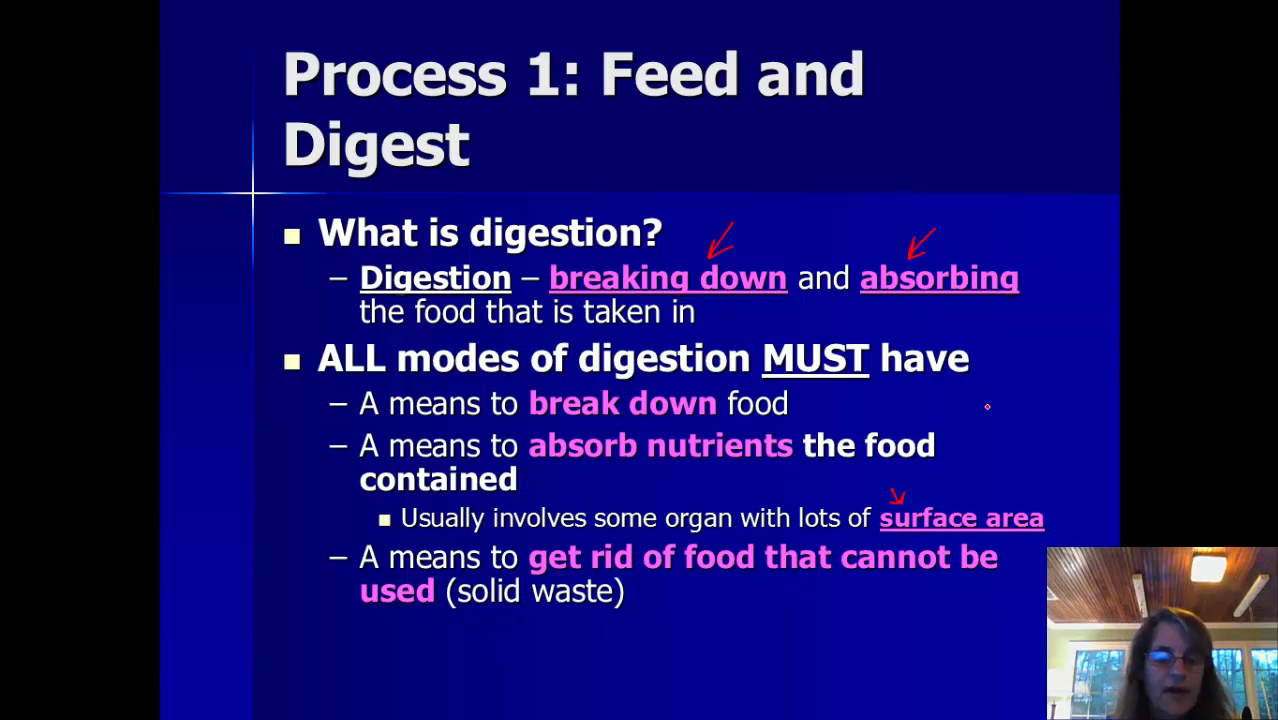 Process 1: Feed and
Digest
What is digestion?
– Digestion – breaking down and absorbing
the food that is taken in
ALL modes of digestion MUST have
– A means to break down food
– A means to absorb nutrients the food
contained
Usually involves some organ with lots of surface area
– A means to get rid of food that cannot be
used (solid waste)